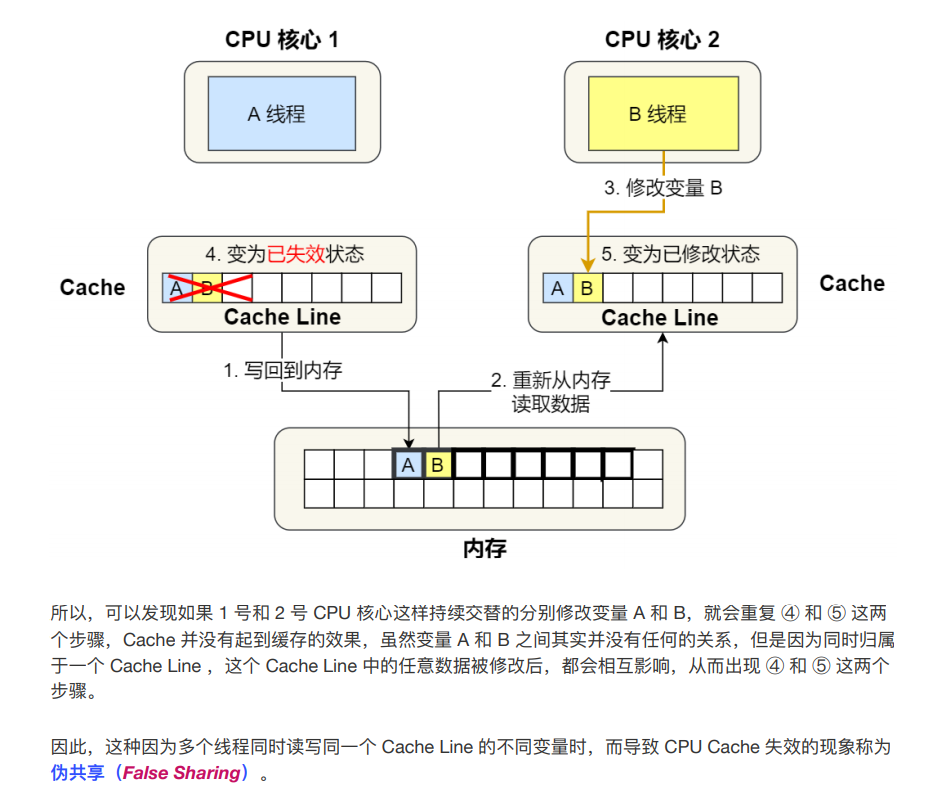 CPU 核心 1
CPU 核心 2
A 线程
B 线程
3. 修改变量 B
4. 变为已失效状态
5. 变为已修改状态
Cache
A B
A B
Cache
Cache Line
Cache Line
1. 写回到内存
2. 重新从内存
读取数据
A B
内存
所以，可以发现如果 1 号和 2 号 CPU 核心这样持续交替的分别修改变量 A 和 B，就会重复 ④ 和 ⑤ 这两
个步骤，Cache 并没有起到缓存的效果，虽然变量 A 和 B 之间其实并没有任何的关系，但是因为同时归属
于一个 Cache Line ，这个 Cache Line 中的任意数据被修改后，都会相互影响，从而出现 ④ 和 ⑤ 这两个
步骤。
因此，这种因为多个线程同时读写同一个 Cache Line 的不同变量时，而导致 CPU Cache 失效的现象称为
伪共享（False Sharing）。